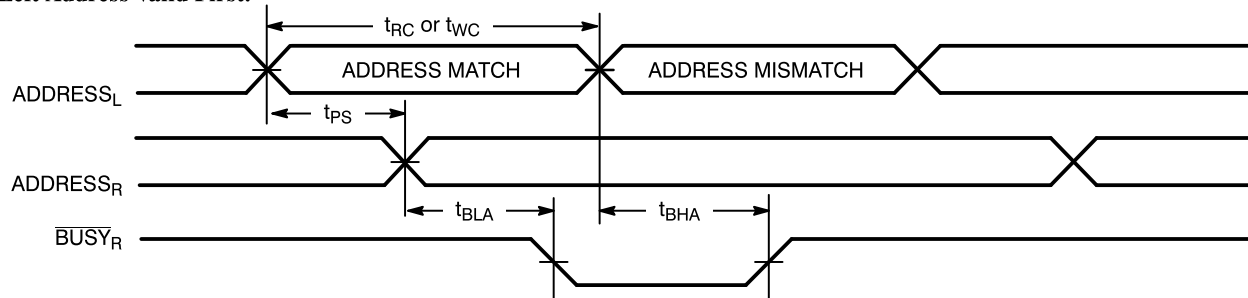 Left Address Valid First:
tRC or tWC
ADDRESS MATCH
ADDRESS MISMATCH
ADDRESSL
tPS
ADDRESSR
tBLA
tBHA
BUSYR